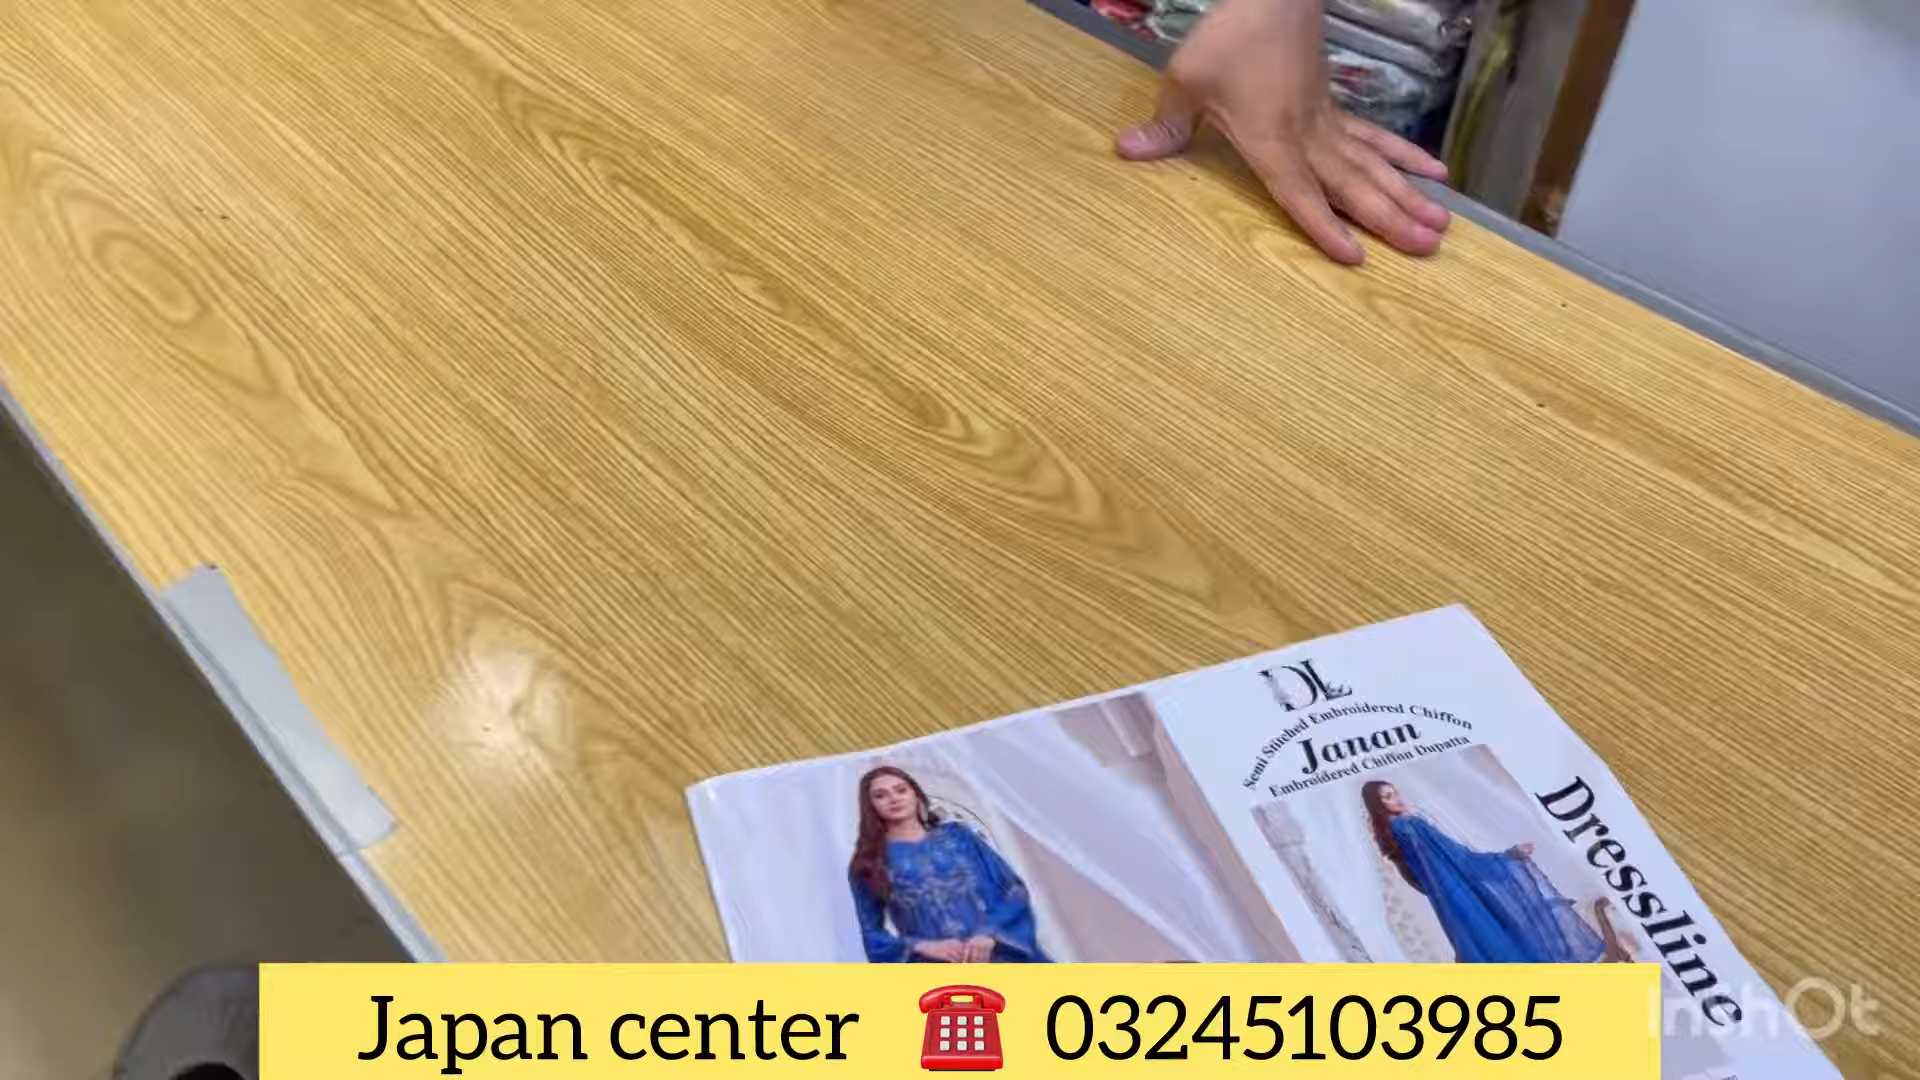 DL
Semi Stitched Embroidered Chiffon
Janan
Embroidered Chiffon Dupatta
Dressline
Japan center ☎️ 03245103985
InShOt